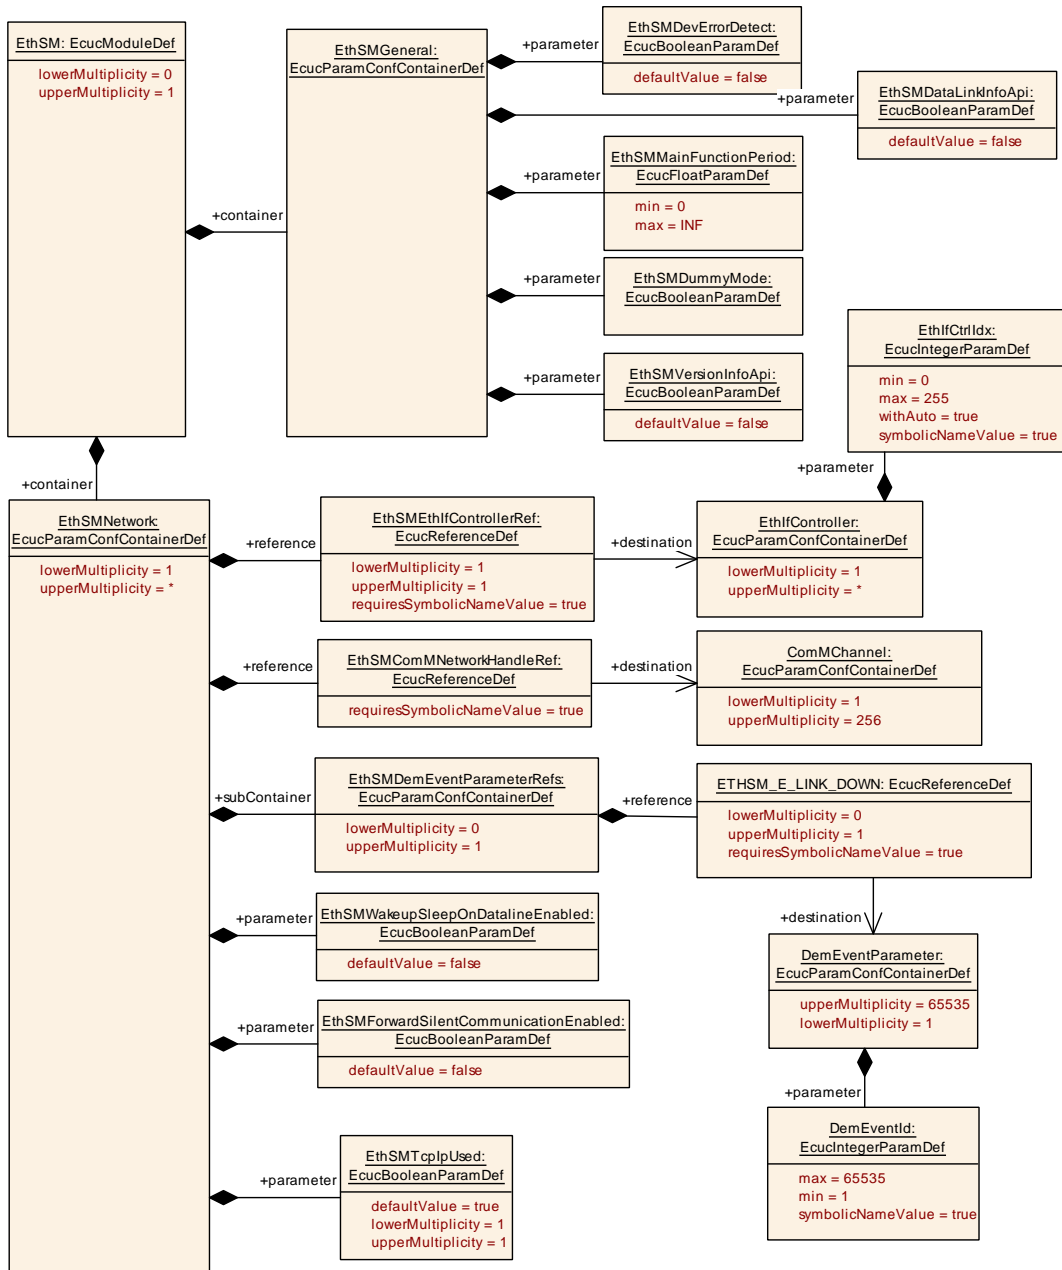 EthSM: EcucModuleDef
lowerMultiplicity = 0
upperMultiplicity = 1
+container
EthSMGeneral:
EcucParamConfContainerDef
+parameter
EthSMDevErrorDetect:
EcucBooleanParamDef
defaultValue = false
+parameter
EthSMDataLinkInfoApi:
EcucBooleanParamDef
defaultValue = false
+parameter
EthSMMainFunctionPeriod:
EcucFloatParamDef
min = 0
max = INF
+parameter
EthSMDummyMode:
EcucBooleanParamDef
+parameter
EthSMVersionInfoApi:
EcucBooleanParamDef
defaultValue = false
EthIfCtrlIdx:
EcucIntegerParamDef
min = 0
max = 255
withAuto = true
symbolicNameValue = true
+parameter
+container
EthSMNetwork:
EcucParamConfContainerDef
lowerMultiplicity = 1
upperMultiplicity = *
+reference
EthSMEthIfControllerRef:
EcucReferenceDef
lowerMultiplicity = 1
upperMultiplicity = 1
requiresSymbolicNameValue = true
+destination
EthIfController:
EcucParamConfContainerDef
lowerMultiplicity = 1
upperMultiplicity = *
+reference
EthSMComMNetworkHandleRef:
EcucReferenceDef
requiresSymbolicNameValue = true
+destination
ComMChannel:
EcucParamConfContainerDef
lowerMultiplicity = 1
upperMultiplicity = 256
+subContainer
EthSMDemEventParameterRefs:
EcucParamConfContainerDef
lowerMultiplicity = 0
upperMultiplicity = 1
+reference
ETHSM_E_LINK_DOWN: EcucReferenceDef
lowerMultiplicity = 0
upperMultiplicity = 1
requiresSymbolicNameValue = true
+destination
DemEventParameter:
EcucParamConfContainerDef
upperMultiplicity = 65535
lowerMultiplicity = 1
+parameter
DemEventId:
EcucIntegerParamDef
max = 65535
min = 1
symbolicNameValue = true
+parameter
EthSMWakeupSleepOnDatalineEnabled:
EcucBooleanParamDef
defaultValue = false
+parameter
EthSMForwardSilentCommunicationEnabled:
EcucBooleanParamDef
defaultValue = false
+parameter
EthSMTcpIpUsed:
EcucBooleanParamDef
defaultValue = true
lowerMultiplicity = 1
upperMultiplicity = 1